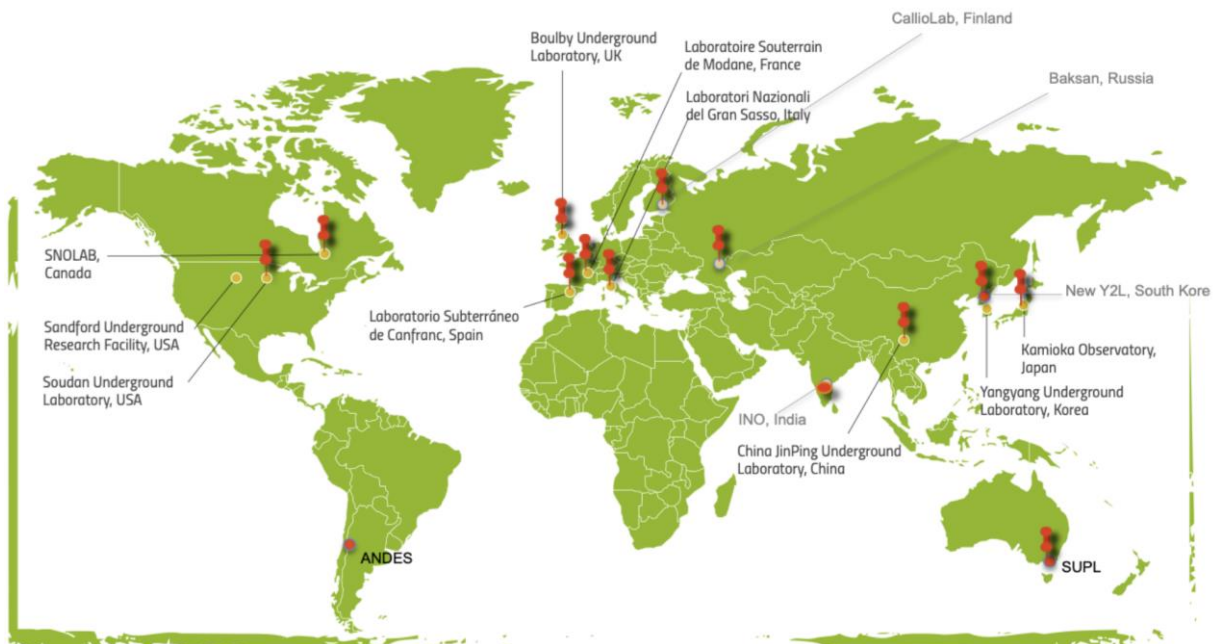 CallioLab, Finland
Boulby Underground
Laboratory, UK
Laboratoire Souterrain
de Modane, France
Baksan, Russia
Laboratori Nazionali
del Gran Sasso, Italy
SNOLAB,
Canada
New Y2L, South Kore
Laboratorio Subterráneo
de Canfranc, Spain
Sandford Underground
Research Facility, USA
Kamioka Observatory,
Japan
Soudan Underground
Laboratory, USA
Yangyang Underground
Laboratory, Korea
INO, India
China JinPing Underground
Laboratory, China
ANDES
SUPL